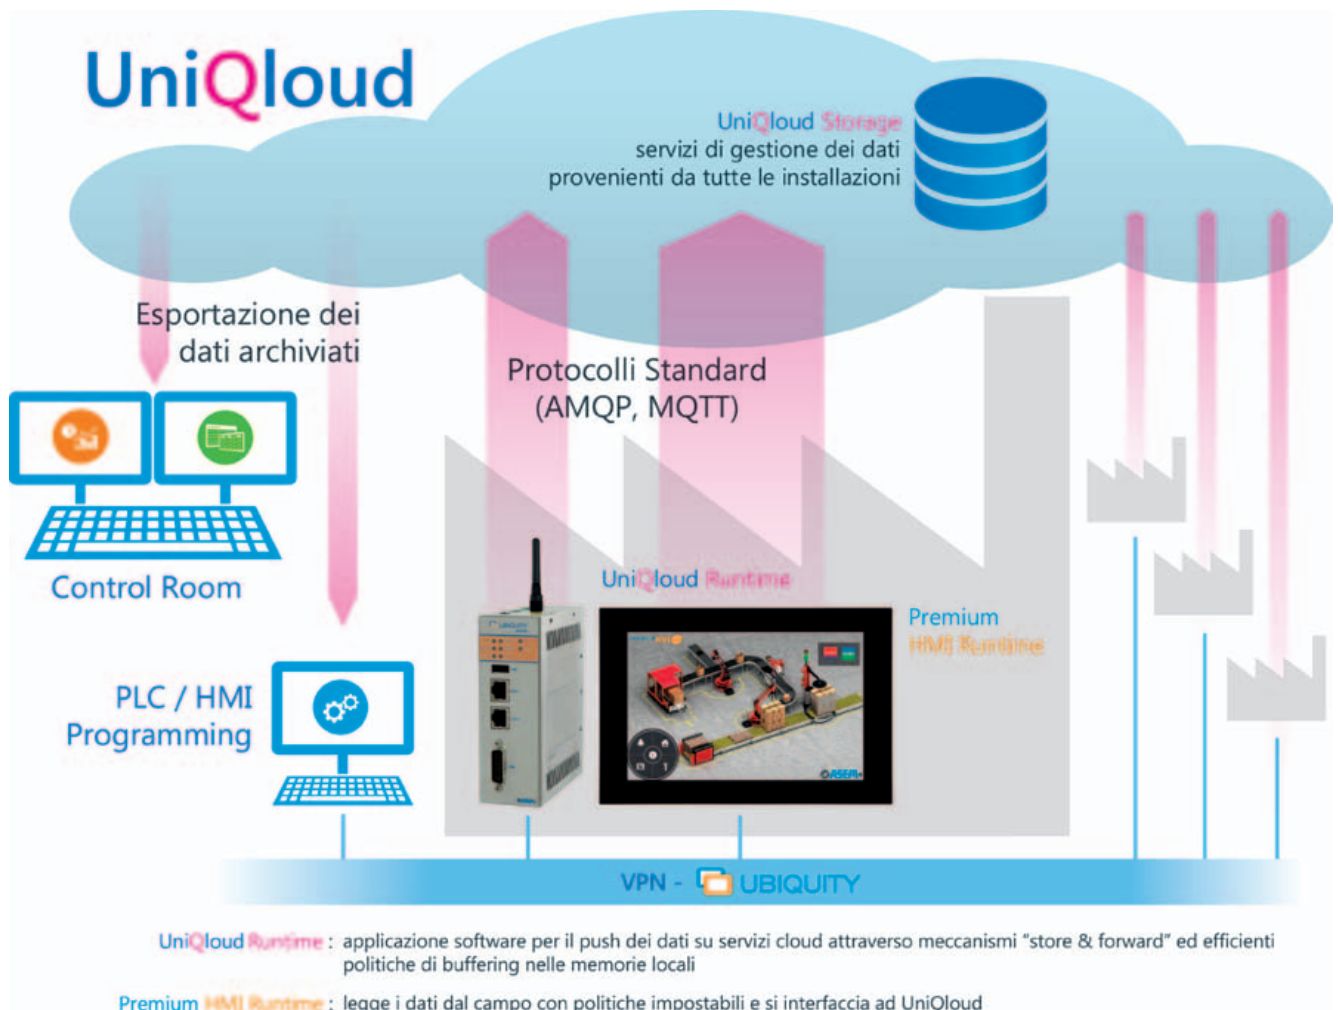 UniQloud
UniQloud Storage
servizi di gestione dei dati
provenienti da tutte le installazioni
Esportazione dei
dati archiviati
Protocolli Standard
(AMQP, MQTT)
Control Room
UniQloud Runtime
Premium
HMI Runtime
UBIQUITY
PLC / HMI
Programming
ASEM
VPN - UBIQUITY
UniQloud Runtime : applicazione software per il push dei dati su servizi cloud attraverso meccanismi “store & forward” ed efficienti
politiche di buffering nelle memorie locali
Premium HMI Runtime : legge i dati dal campo con politiche impostabili e si interfaccia ad UniQloud